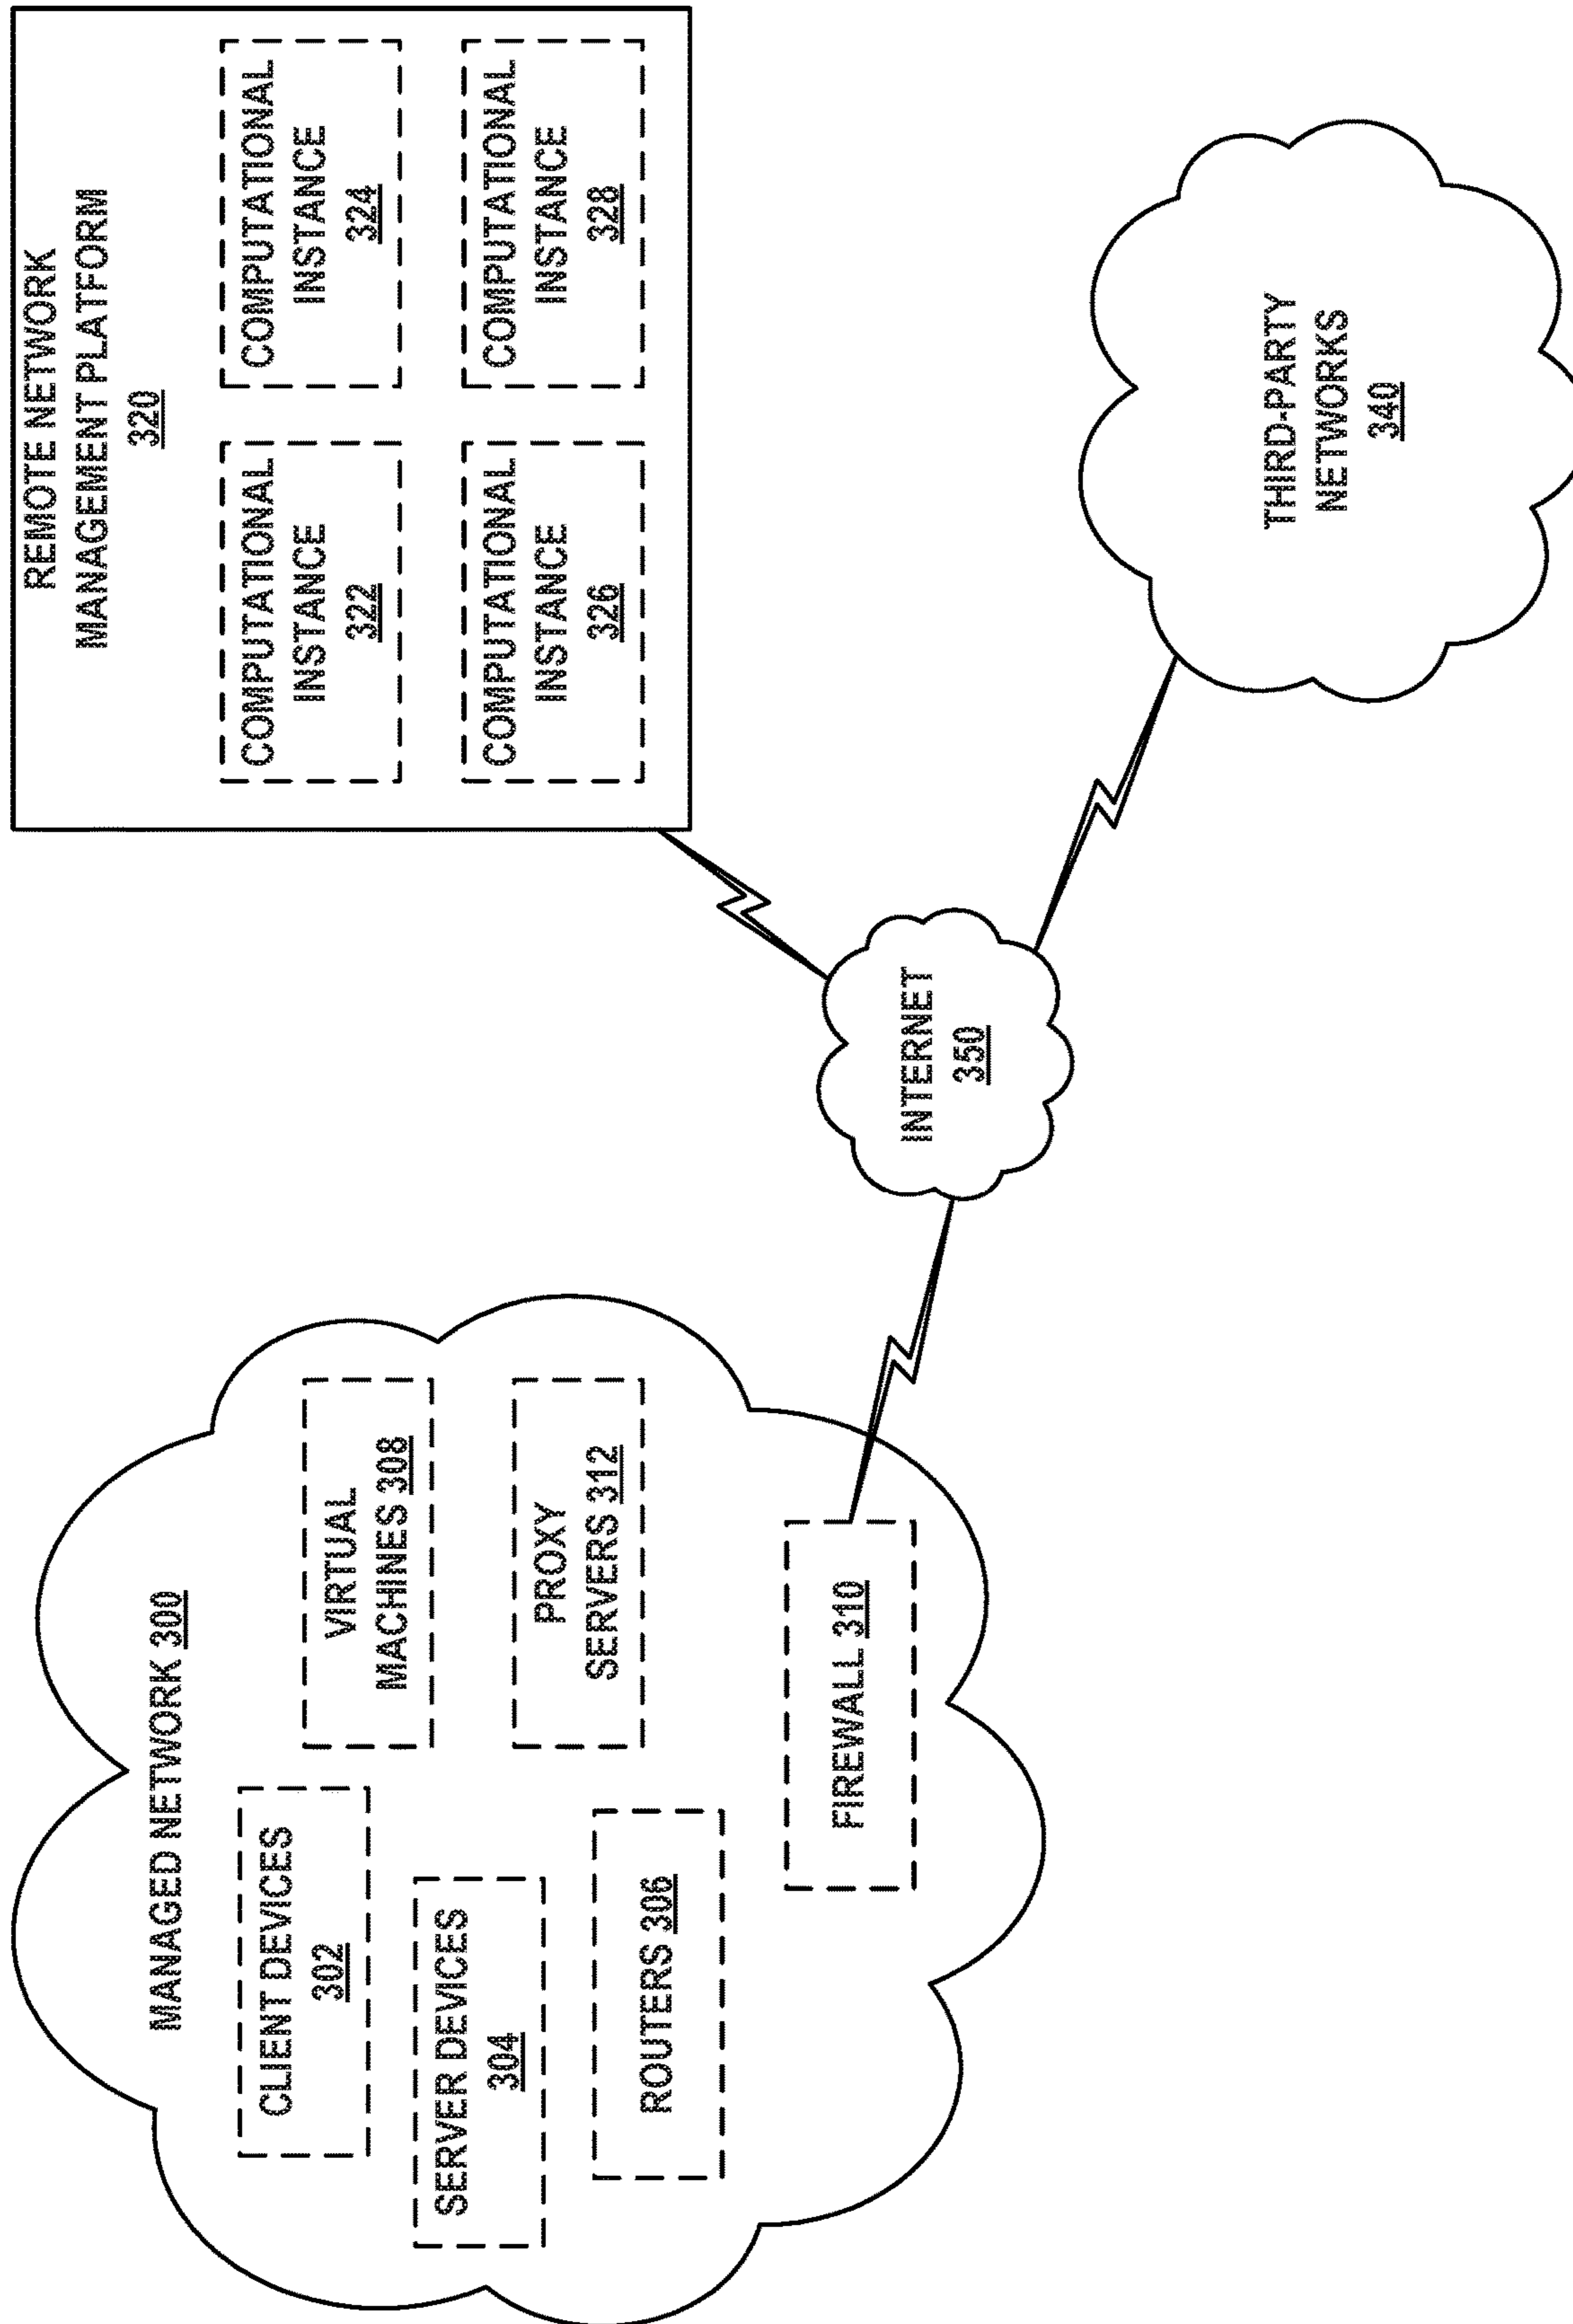 MANAGED NETWORK 300
CLIENT DEVICES
302
VIRTUAL
MACHINES 308
SERVER DEVICES
304
PROXY
SERVERS 312
ROUTERS 306
FIREWALL 310
INTERNET
350
REMOTE NETWORK
MANAGEMENT PLATFORM
320
COMPUTATIONAL
INSTANCE
322
COMPUTATIONAL
INSTANCE
324
COMPUTATIONAL
INSTANCE
326
COMPUTATIONAL
INSTANCE
328
THIRD-PARTY
NETWORKS
340